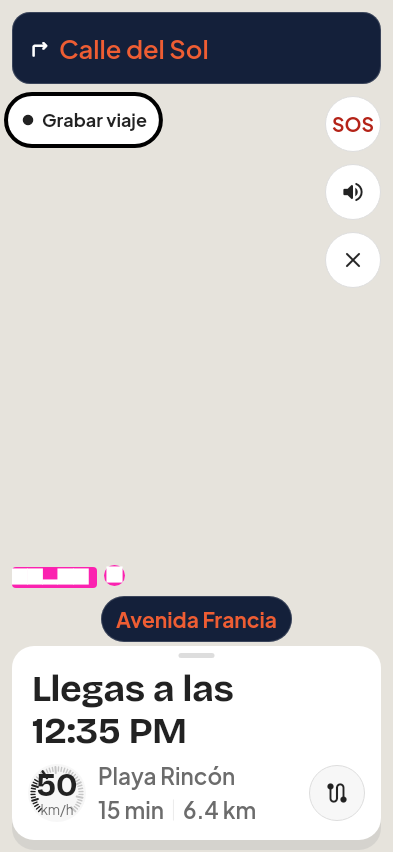 Calle del Sol
Grabar viaje
SOS
Avenida Francia
Llegas a las
12:35 PM
50
km/h
Playa Rincón
15 min
6.4 km